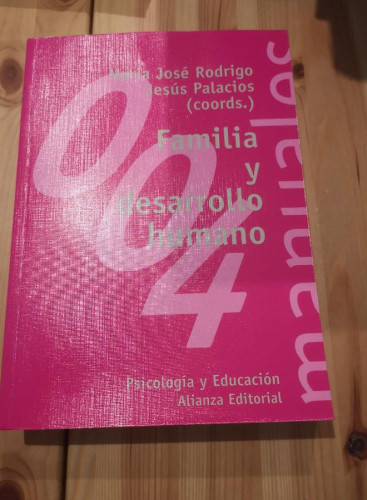 María José Rodrigo
Jesús Palacios
(coords.)
Familia
y
desarrollo
humano
004
manuales
Psicología y Educación
Alianza Editorial